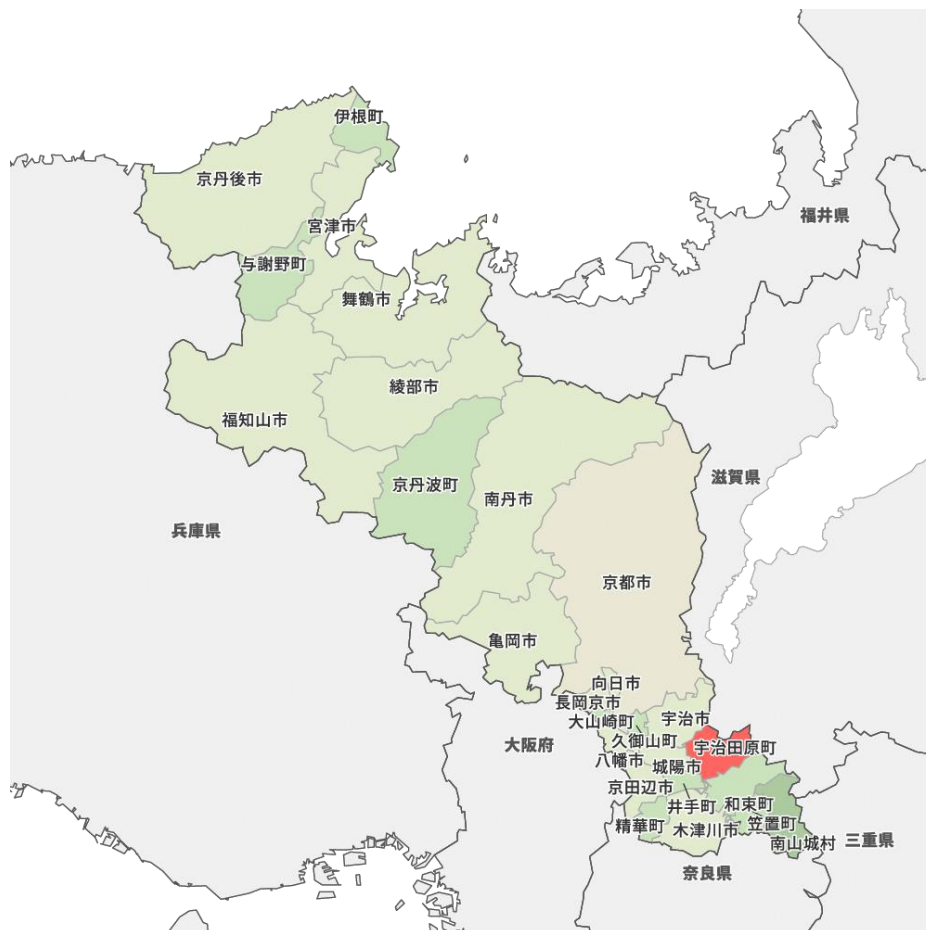 伊根町
京丹後市
福井県
宮津市
与謝野町
舞鶴市
綾部市
福知山市
滋賀県
京丹波町
南丹市
兵庫県
京都市
亀岡市
向日市
長岡京市
大山崎町
宇治市
久御山町
大阪府
宇治田原町
八幡市
城陽市
京田辺市
井手町
和束町
精華町
木津川市
笠置町
南山城村
三重県
奈良県